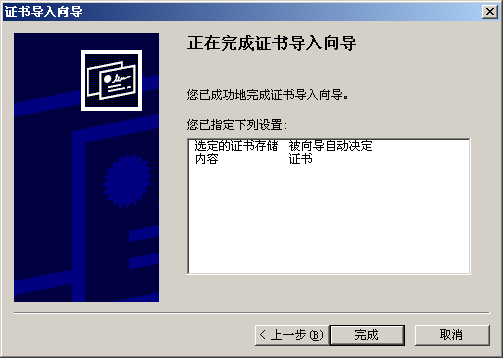 证书导入向导
正在完成证书导入向导
您已成功地完成证书导入向导。
您已指定下列设置:
选定的证书存储 被向导自动决定
内容 证书
< 上一步(B) 完成 取消